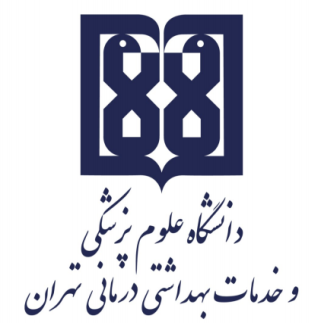 دانشگاه علوم پزشکی
و خدمات بهداشتی درمانی تهران